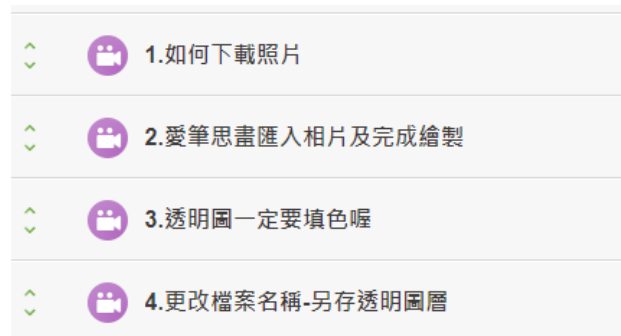 1.如何下載照片
2.愛筆思畫匯入相片及完成繪製
3.透明圖一定要填色喔
4.更改檔案名稱-另存透明圖層